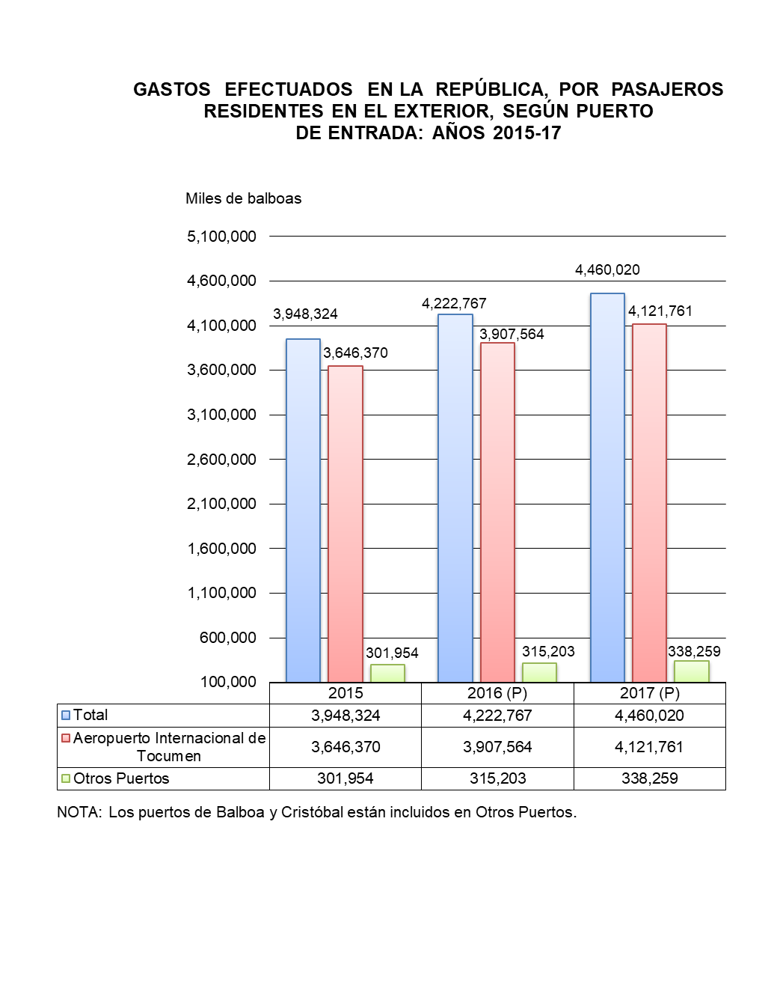 GASTOS EFECTUADOS EN LA REPÚBLICA, POR PASAJEROS
RESIDENTES EN EL EXTERIOR, SEGÚN PUERTO
DE ENTRADA: AÑOS 2015-17
Miles de balboas
5,100,000
4,600,000
4,100,000
3,600,000
3,100,000
2,600,000
2,100,000
1,600,000
1,100,000
600,000
100,000
3,948,324
3,646,370
301,954
4,222,767
3,907,564
315,203
4,460,020
4,121,761
338,259
2015 2016 (P) 2017 (P)
Total 3,948,324 4,222,767 4,460,020
Aeropuerto Internacional de
Tocumen 3,646,370 3,907,564 4,121,761
Otros Puertos 301,954 315,203 338,259
NOTA: Los puertos de Balboa y Cristóbal están incluidos en Otros Puertos.